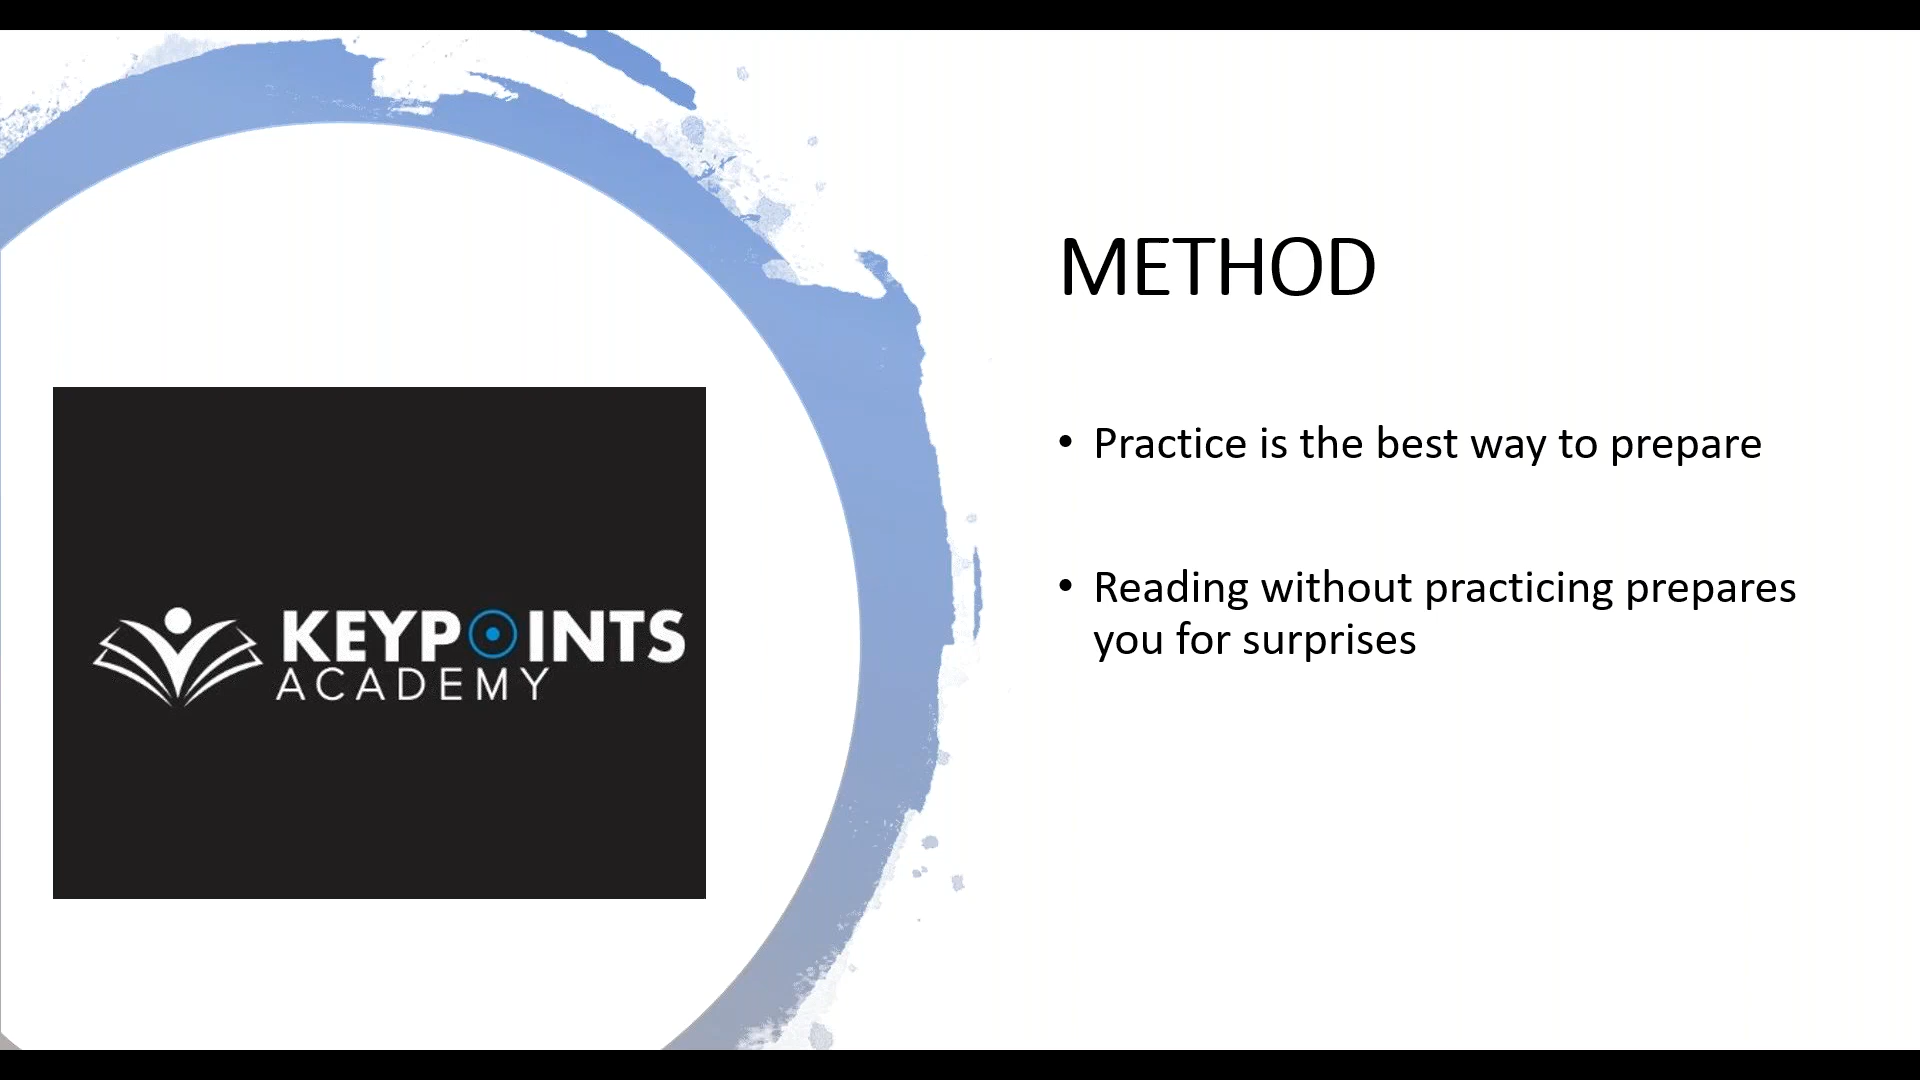 METHOD
• Practice is the best way to prepare
• Reading without practicing prepares
you for surprises
KEYPOINTS
ACADEMY